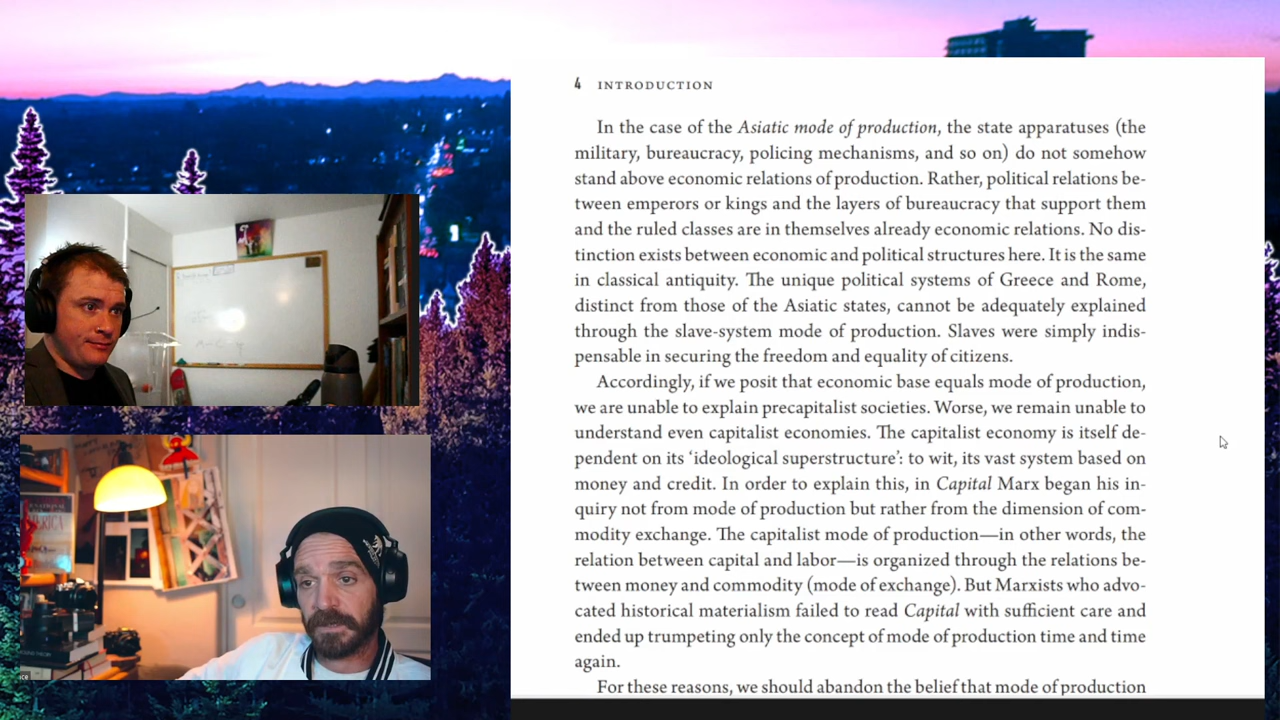 4 INTRODUCTION
In the case of the Asiatic mode of production, the state apparatuses (the
military, bureaucracy, policing mechanisms, and so on) do not somehow
stand above economic relations of production. Rather, political relations be-
tween emperors or kings and the layers of bureaucracy that support them
and the ruled classes are in themselves already economic relations. No dis-
tinction exists between economic and political structures here. It is the same
in classical antiquity. The unique political systems of Greece and Rome,
distinct from those of the Asiatic states, cannot be adequately explained
through the slave-system mode of production. Slaves were simply indis-
pensable in securing the freedom and equality of citizens.
Accordingly, if we posit that economic base equals mode of production,
we are unable to explain precapitalist societies. Worse, we remain unable to
understand even capitalist economies. The capitalist economy is itself de-
pendent on its ‘ideological superstructure’: to wit, its vast system based on
money and credit. In order to explain this, in Capital Marx began his in-
quiry not from mode of production but rather from the dimension of com-
modity exchange. The capitalist mode of production—in other words, the
relation between capital and labor—is organized through the relations be-
tween money and commodity (mode of exchange). But Marxists who advo-
cated historical materialism failed to read Capital with sufficient care and
ended up trumpeting only the concept of mode of production time and time
again.
For these reasons, we should abandon the belief that mode of production